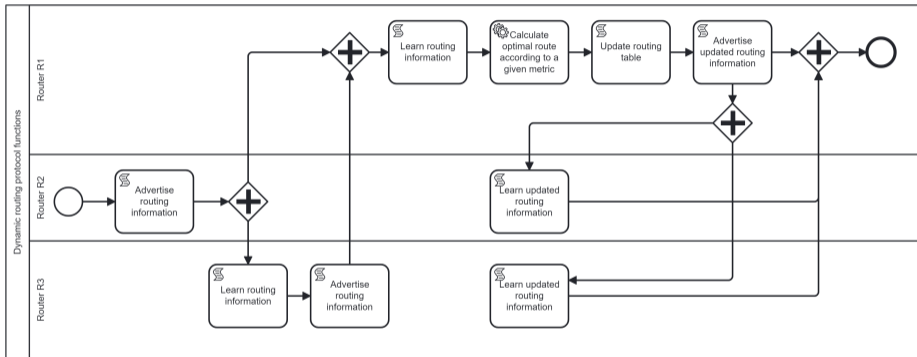 Dynamic routing protocol functions
Router R1
Learn routing
information
Calculate
optimal route
according to a
given metric
Update routing
table
Advertise
updated routing
information
Router R2
Advertise
routing
information
Learn updated
routing
information
Router R3
Learn routing
information
Advertise
routing
information
Learn updated
routing
information